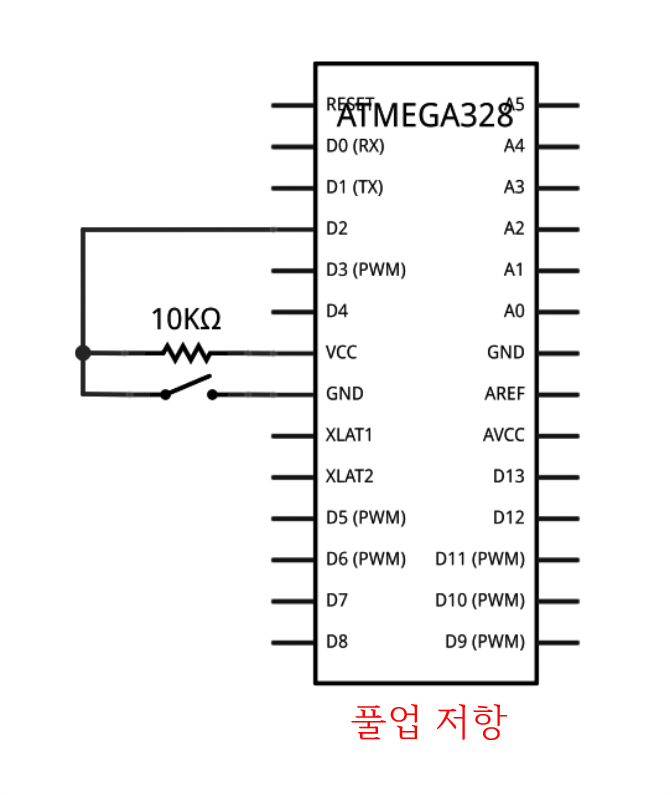 RESET
ATMEGA328
A5
D0 (RX)
A4
D1 (TX)
A3
D2
A2
D3 (PWM)
A1
10KΩ
D4
A0
VCC
GND
GND
AREF
XLAT1
AVCC
XLAT2
D13
D5 (PWM)
D12
D6 (PWM)
D11 (PWM)
D7
D10 (PWM)
D8
D9 (PWM)
풀업 저항